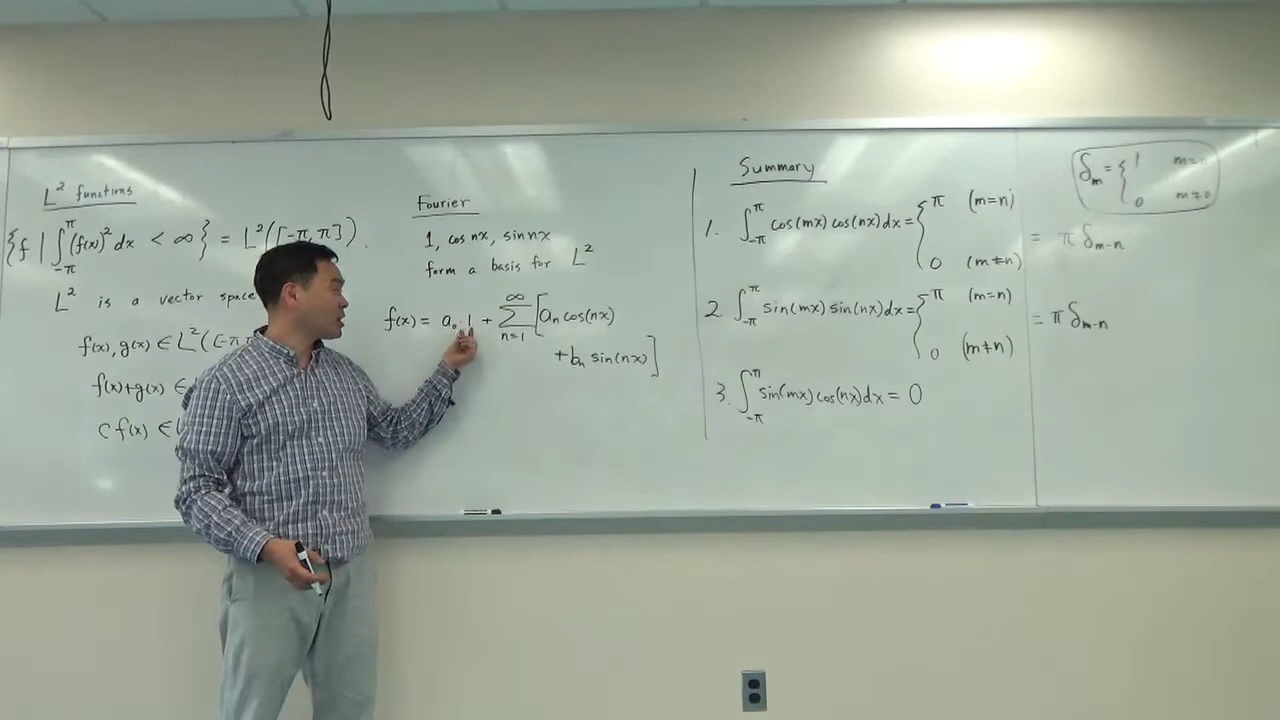 L² functions
{f | ∫_{-π}^{π} (f(x))² dx < ∞} = L²([-π, π]).
L² is a vector space
f(x), g(x) ∈ L²([-π
f(x)+g(x) ∈
C f(x) ∈
Fourier
1, cos nx, sin nx
form a basis for L²
f(x) = a₀·1 + ∑_{n=1}^{∞} [aₙ cos(nx)
+ bₙ sin(nx)]
Summary
1. ∫_{-π}^{π} cos(mx) cos(nx) dx = { π (m=n)
0 (m≠n) = π δ_{m-n}
2. ∫_{-π}^{π} sin(mx) sin(nx) dx = { π (m=n)
0 (m≠n) = π δ_{m-n}
3. ∫_{-π}^{π} sin(mx) cos(nx) dx = 0
δ_m = { 1 m=
0 m≠0